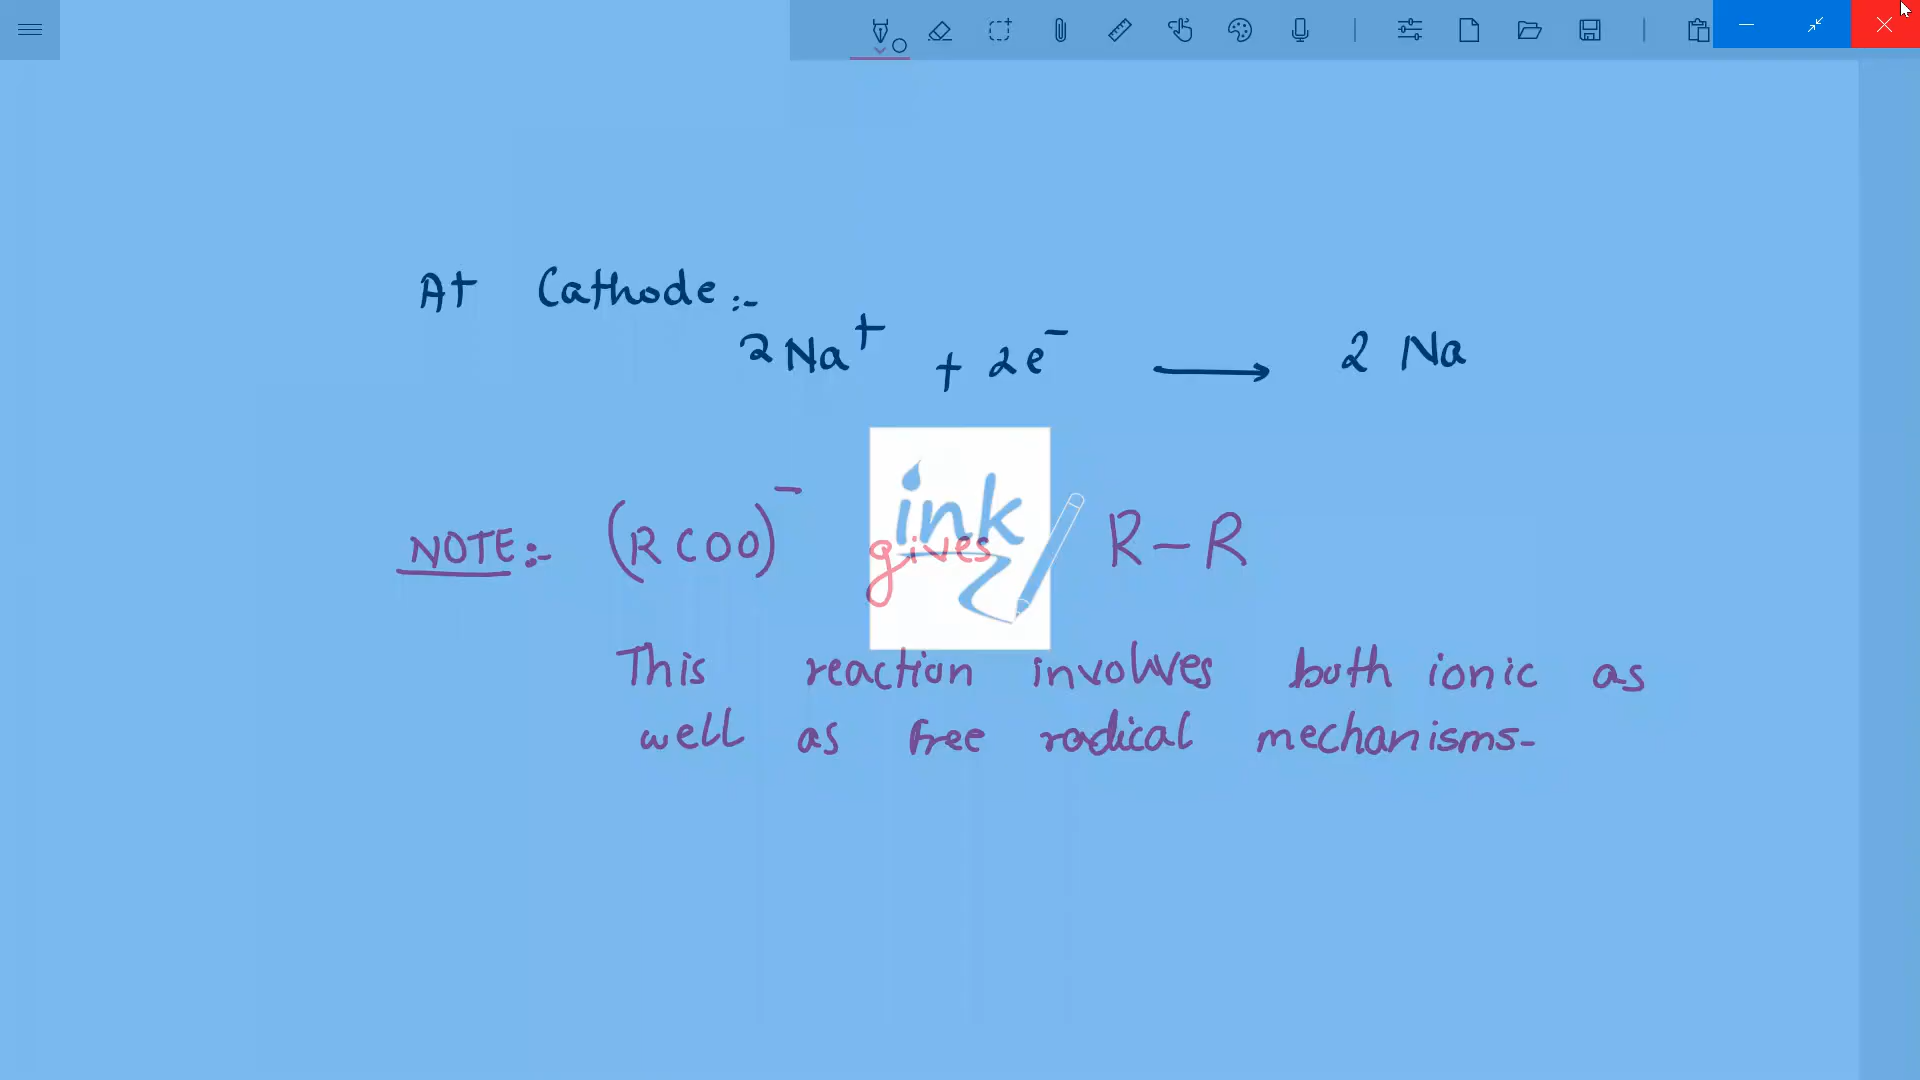 At Cathode :-
2Na⁺ + 2e⁻ ⟶ 2 Na
ink
NOTE :- (RCOO)⁻ gives R-R
This reaction involves both ionic as
well as free radical mechanisms-